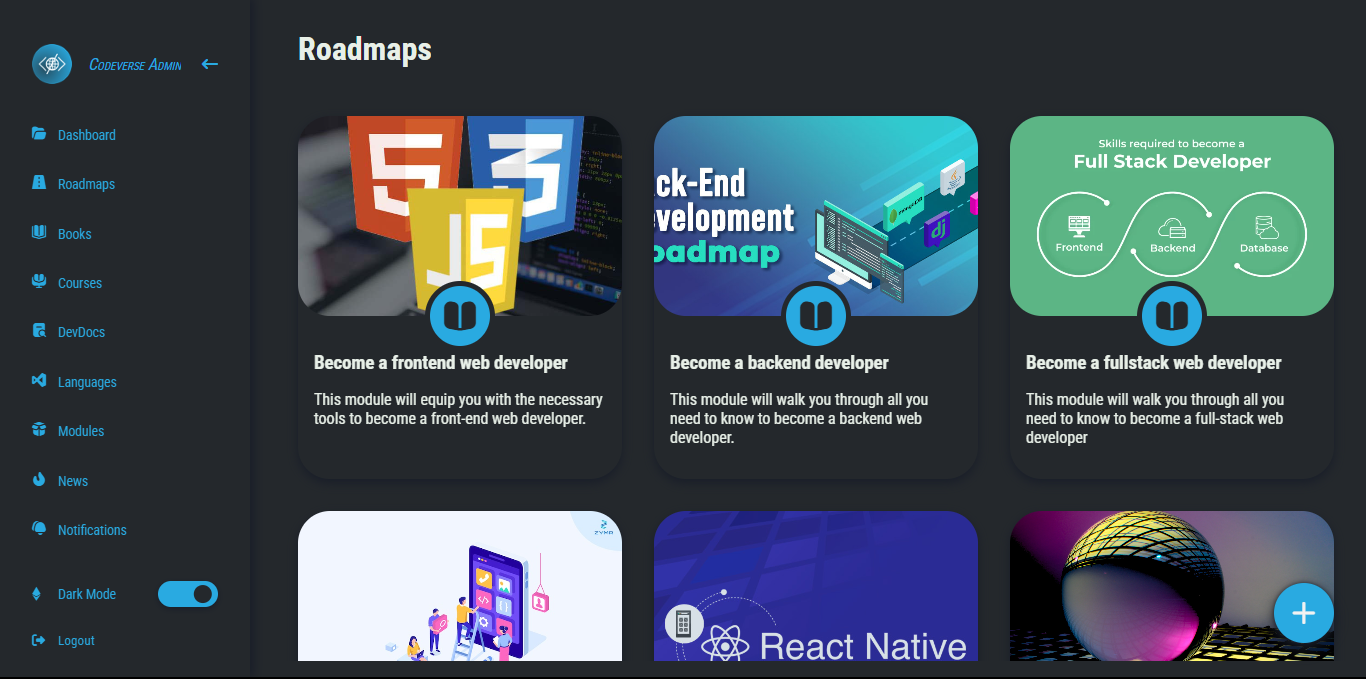 Codeverse Admin
Dashboard
Roadmaps
Books
Courses
DevDocs
Languages
Modules
News
Notifications
Dark Mode
Logout
Roadmaps
5
3
JS
Become a frontend web developer
This module will equip you with the necessary
tools to become a front-end web developer.
ck-End
evelopment
oadmap
mongoDB
dj
Become a backend developer
This module will walk you through all you
need to know to become a backend web
developer.
Skills required to become a
Full Stack Developer
Frontend
Backend
Database
Become a fullstack web developer
This module will walk you through all you
need to know to become a full-stack web
developer
ZYMR
React Native